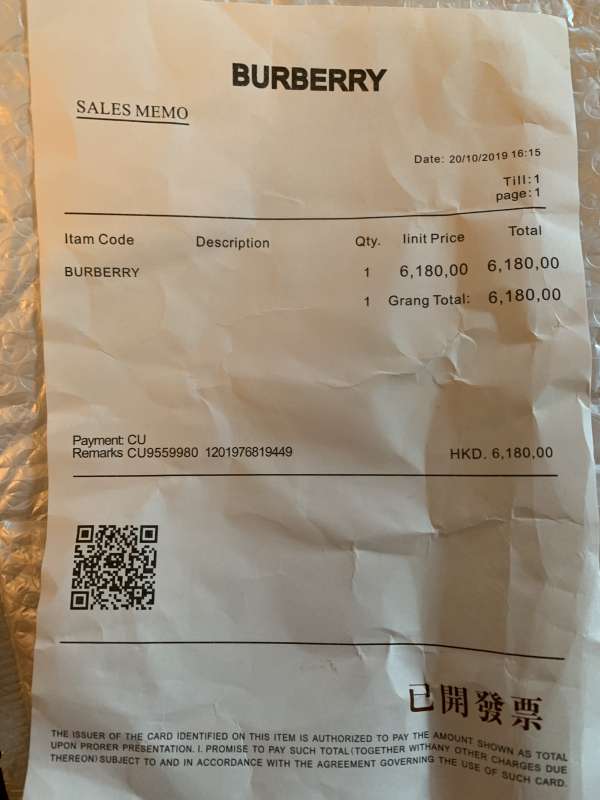 BURBERRY
SALES MEMO
Date: 20/10/2019 16:15
Till:1
page:1
Itam Code Description Qty. Iinit Price Total
BURBERRY 1 6,180,00 6,180,00
1 Grang Total: 6,180,00
Payment: CU
Remarks CU9559980 1201976819449 HKD. 6,180,00
已開發票
THE ISSUER OF THE CARD IDENTIFIED ON THIS ITEM IS AUTHORIZED TO PAY THE AMOUNT SHOWN AS TOTAL
UPON PRORER PRESENTATION. I. PROMISE TO PAY SUCH TOTAL (TOGETHER WITHANY OTHER CHARGES DUE
THEREON) SUBJECT TO AND IN ACCORDANCE WITH THE AGREEMENT GOVERNING THE USE OF SUCH CARD.